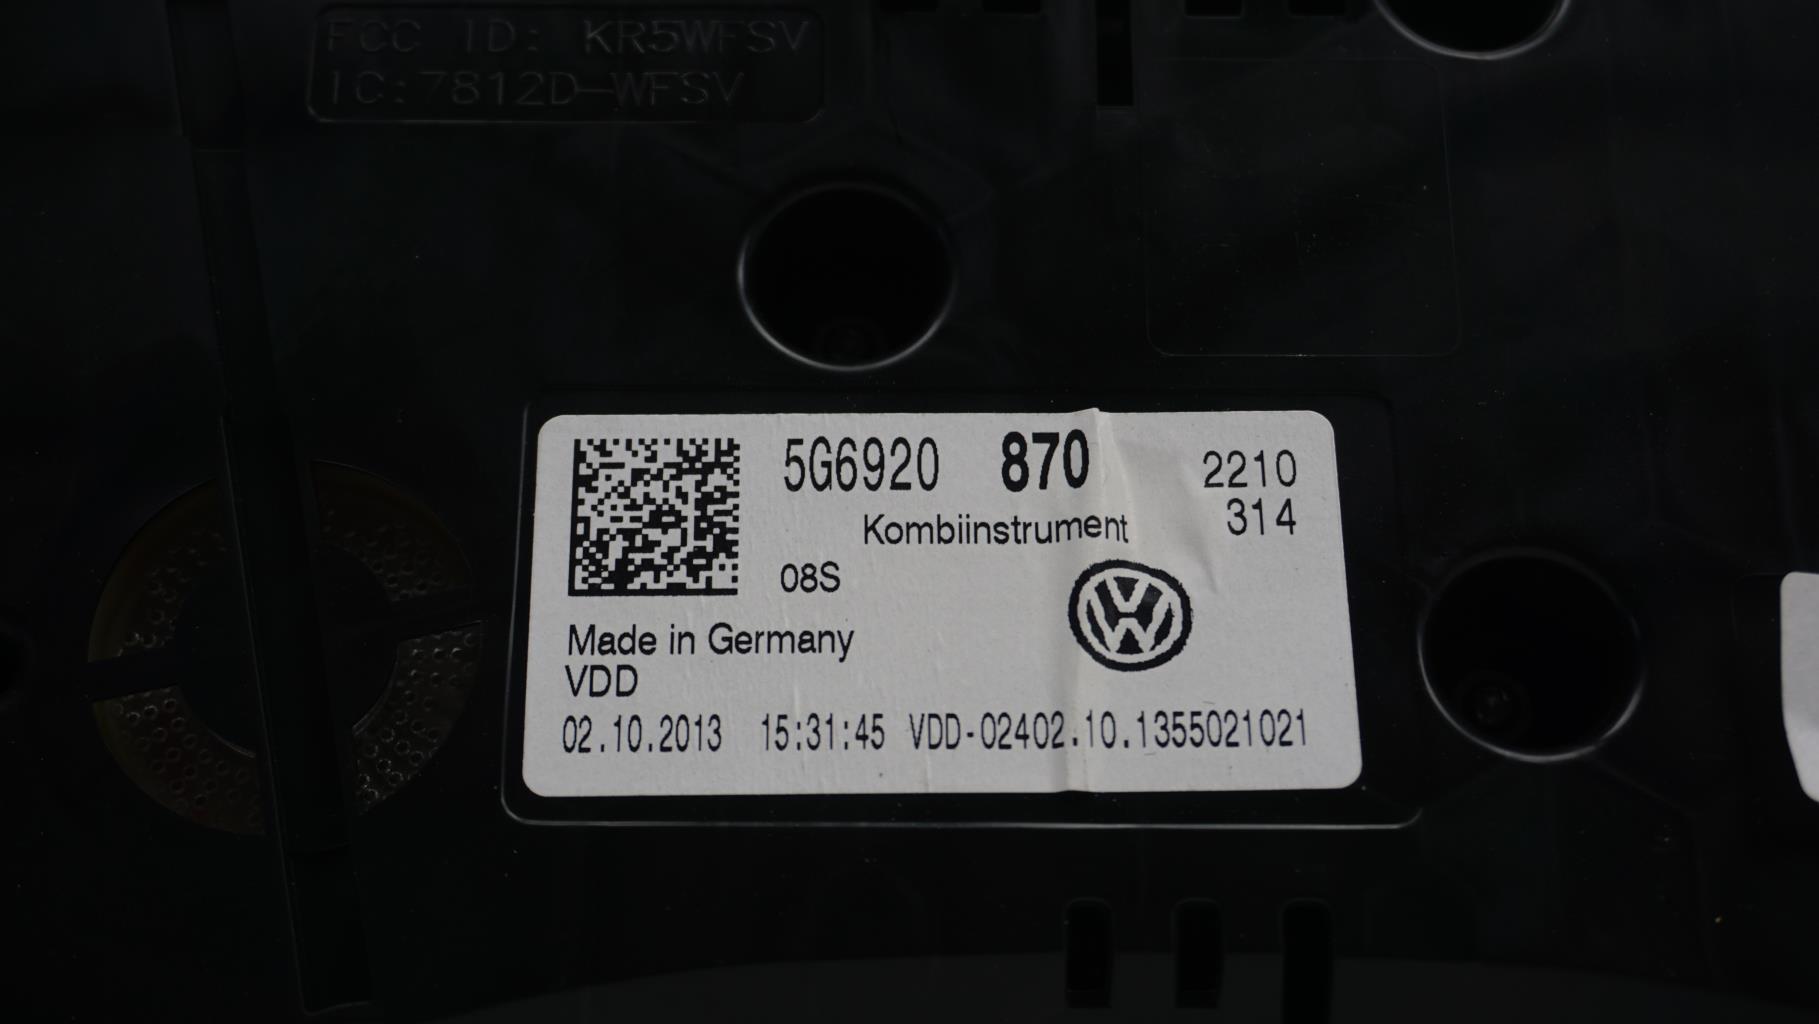 FCC ID: KR5WFSV
IC:7812D-WFSV
5G6920 870 2210
Kombiinstrument 314
08S
Made in Germany
VDD
02.10.2013 15:31:45 VDD-02402.10.1355021021